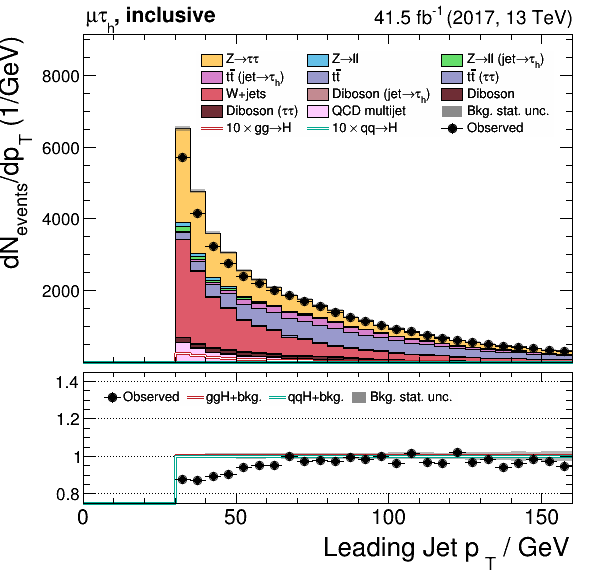 μτh, inclusive
41.5 fb-1 (2017, 13 TeV)
dNevents/dpT (1/GeV)
8000
6000
4000
2000
Z→ττ
Z→ll
Z→ll (jet→τh)
tt̄ (jet→τh)
tt̄
tt̄ (ττ)
W+jets
Diboson (jet→τh)
Diboson
Diboson (ττ)
QCD multijet
Bkg. stat. unc.
10 × gg→H
10 × qq→H
Observed
1.4
1.2
1
0.8
Observed
ggH+bkg.
qqH+bkg.
Bkg. stat. unc.
0
50
100
150
Leading Jet pT / GeV